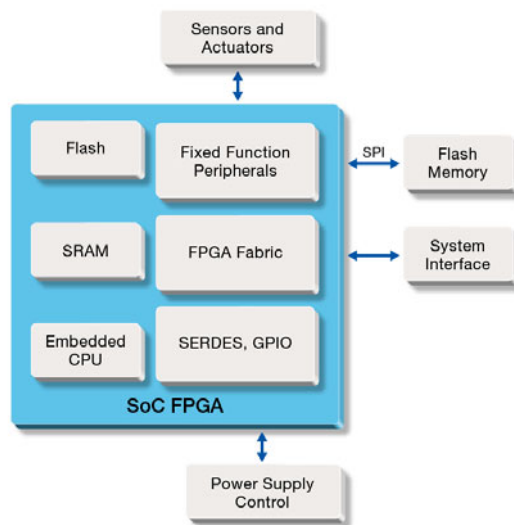 Sensors and
Actuators
Flash
Fixed Function
Peripherals
SPI
Flash
Memory
SRAM
FPGA Fabric
System
Interface
Embedded
CPU
SERDES, GPIO
SoC FPGA
Power Supply
Control